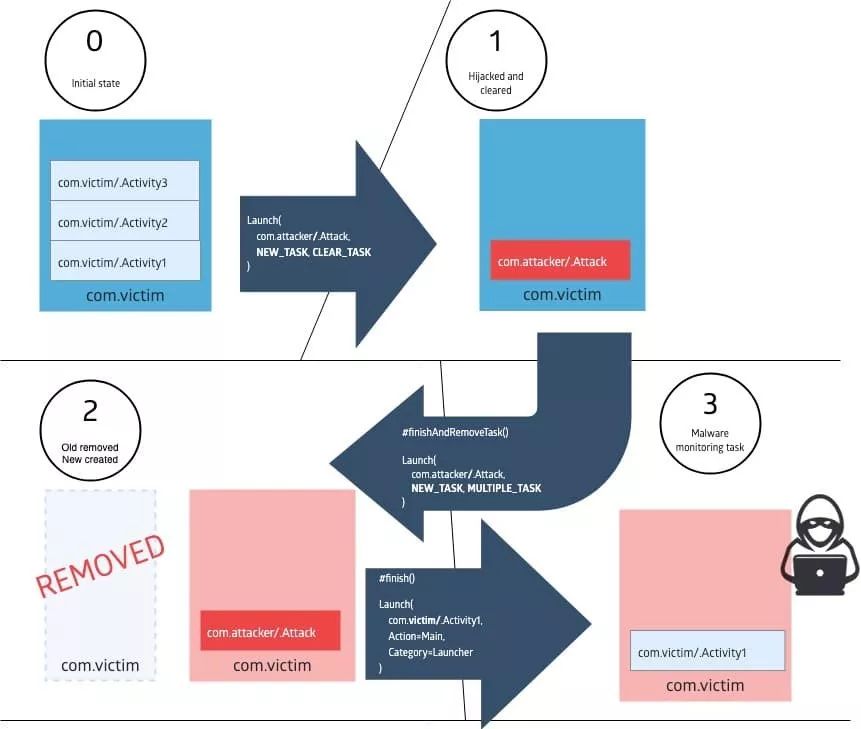 0
Initial state
com.victim/.Activity3
com.victim/.Activity2
com.victim/.Activity1
com.victim
Launch(
com.attacker/.Attack,
NEW_TASK, CLEAR_TASK
)
1
Hijacked and
cleared
com.attacker/.Attack
com.victim
#finishAndRemoveTask()
Launch(
com.attacker/.Attack,
NEW_TASK, MULTIPLE_TASK
)
2
Old removed
New created
REMOVED
com.victim
com.attacker/.Attack
com.victim
#finish()
Launch(
com.victim/.Activity1,
Action=Main,
Category=Launcher
)
3
Malware
monitoring task
com.victim/.Activity1
com.victim